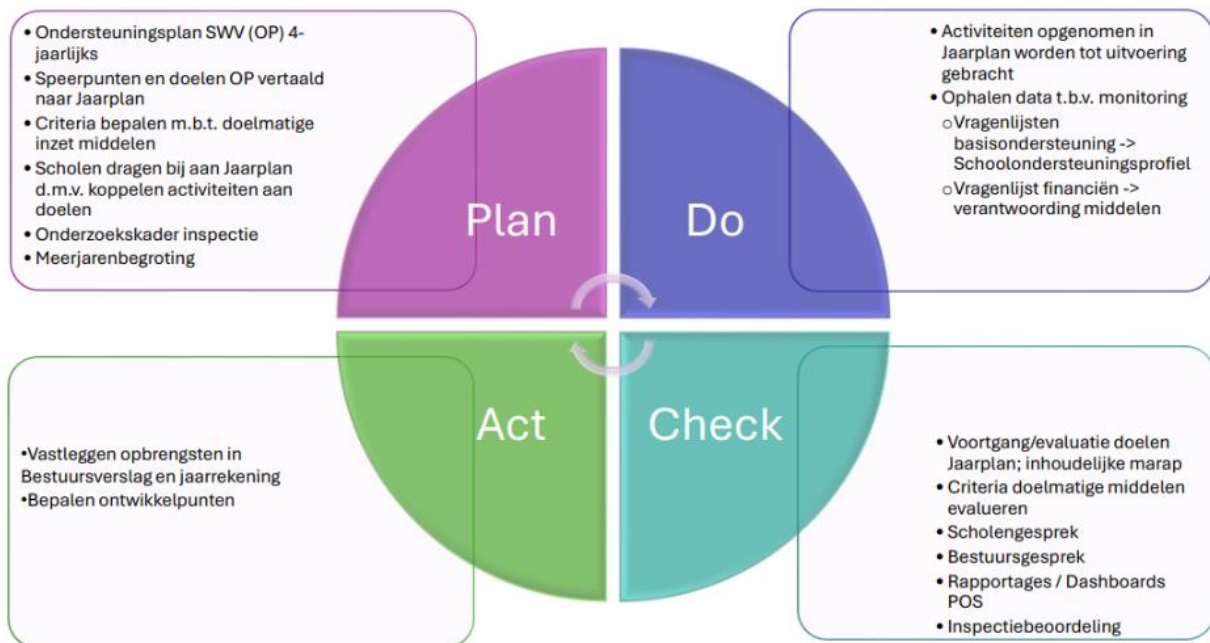 • Ondersteuningsplan SWV (OP) 4-
jaarlijks
• Speerpunten en doelen OP vertaald
naar Jaarplan
• Criteria bepalen m.b.t. doelmatige
inzet middelen
• Scholen dragen bij aan Jaarplan
d.m.v. koppelen activiteiten aan
doelen
• Onderzoekskader inspectie
• Meerjarenbegroting
Plan
Do
• Activiteiten opgenomen in
Jaarplan worden tot uitvoering
gebracht
• Ophalen data t.b.v. monitoring
o Vragenlijsten
basisondersteuning ->
Schoolondersteuningsprofiel
o Vragenlijst financiën ->
verantwoording middelen
Act
•Vastleggen opbrengsten in
Bestuursverslag en jaarrekening
•Bepalen ontwikkelpunten
Check
• Voortgang/evaluatie doelen
Jaarplan; inhoudelijke marap
• Criteria doelmatige middelen
evalueren
• Scholengesprek
• Bestuursgesprek
• Rapportages / Dashboards
POS
• Inspectiebeoordeling